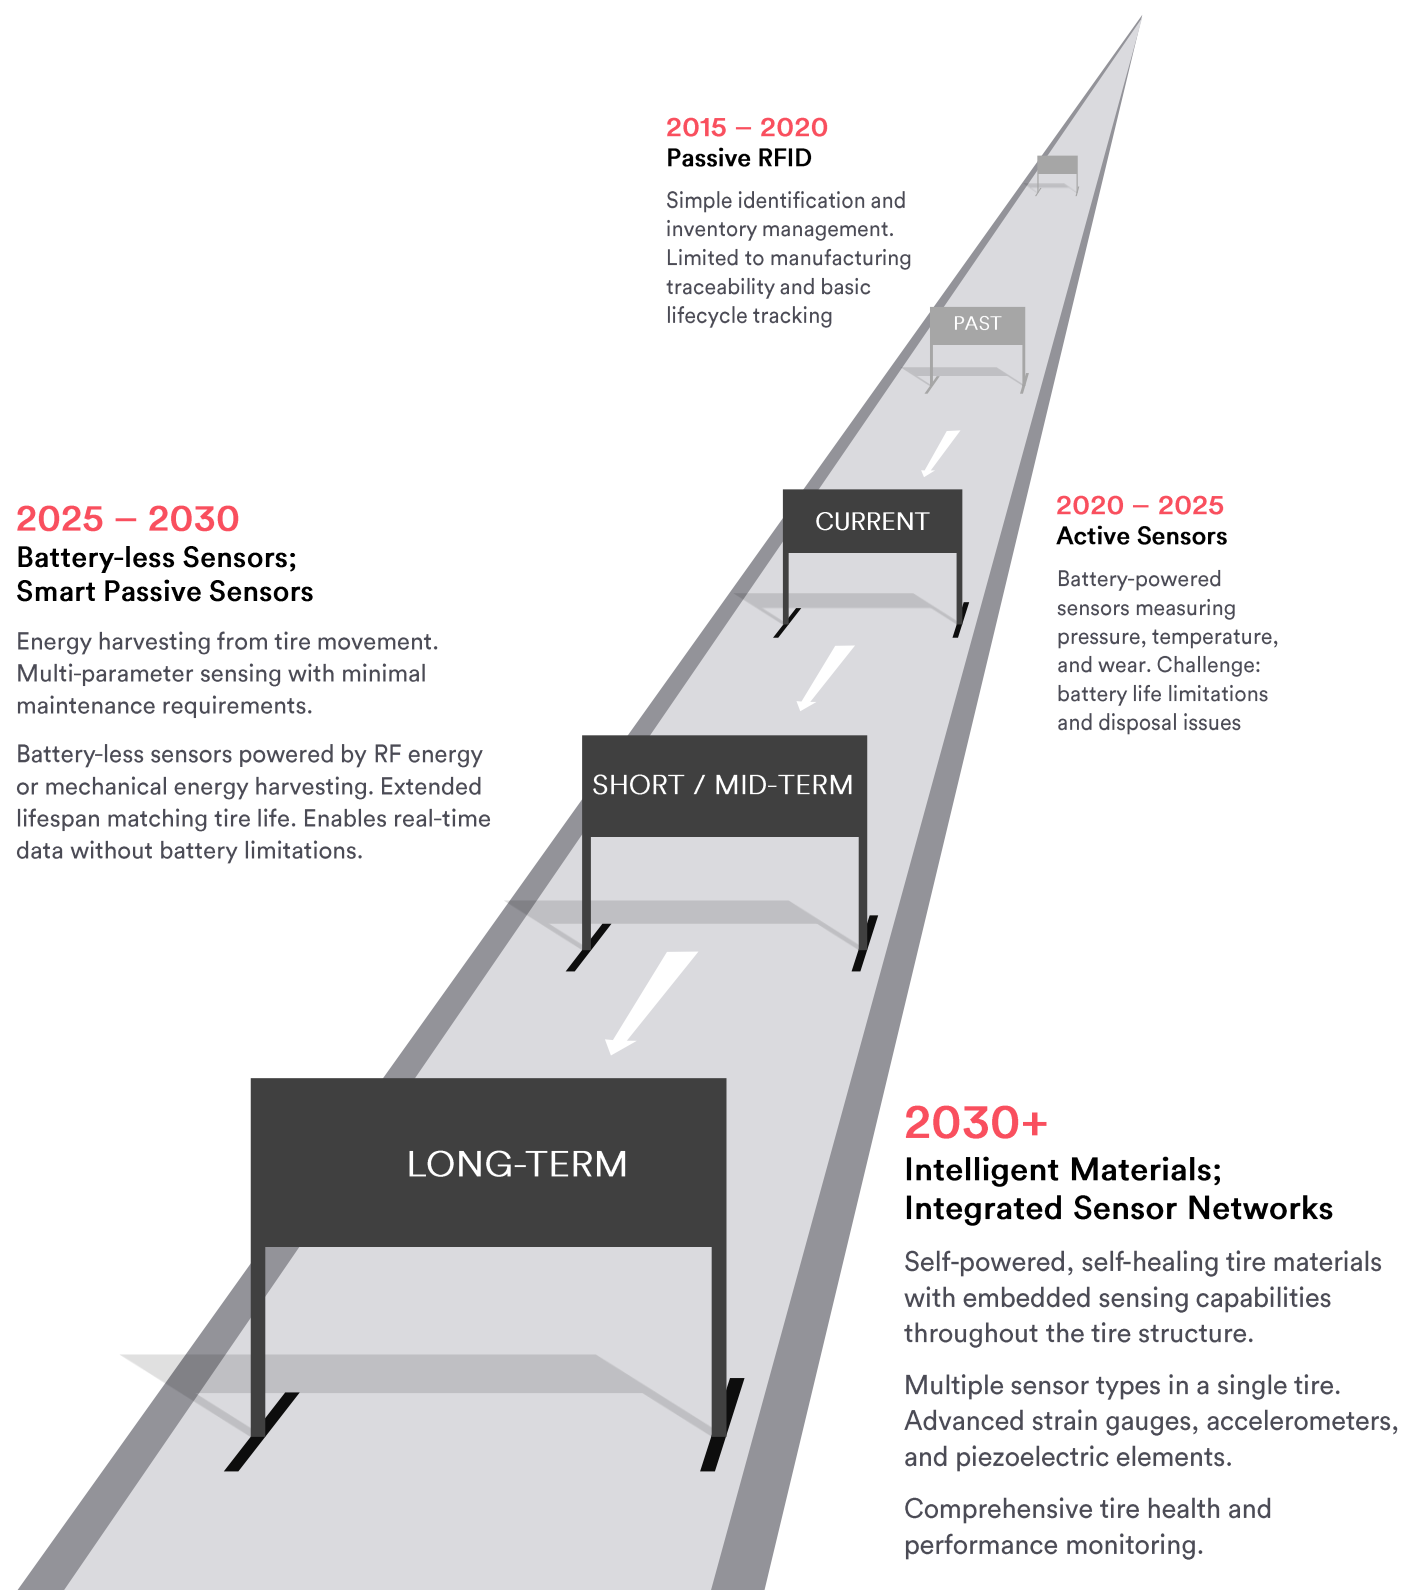 2015 – 2020
Passive RFID
Simple identification and
inventory management.
Limited to manufacturing
traceability and basic
lifecycle tracking
PAST
CURRENT
2020 – 2025
Active Sensors
Battery-powered
sensors measuring
pressure, temperature,
and wear. Challenge:
battery life limitations
and disposal issues
2025 – 2030
Battery-less Sensors;
Smart Passive Sensors
Energy harvesting from tire movement.
Multi-parameter sensing with minimal
maintenance requirements.
Battery-less sensors powered by RF energy
or mechanical energy harvesting. Extended
lifespan matching tire life. Enables real-time
data without battery limitations.
SHORT / MID-TERM
LONG-TERM
2030+
Intelligent Materials;
Integrated Sensor Networks
Self-powered, self-healing tire materials
with embedded sensing capabilities
throughout the tire structure.
Multiple sensor types in a single tire.
Advanced strain gauges, accelerometers,
and piezoelectric elements.
Comprehensive tire health and
performance monitoring.